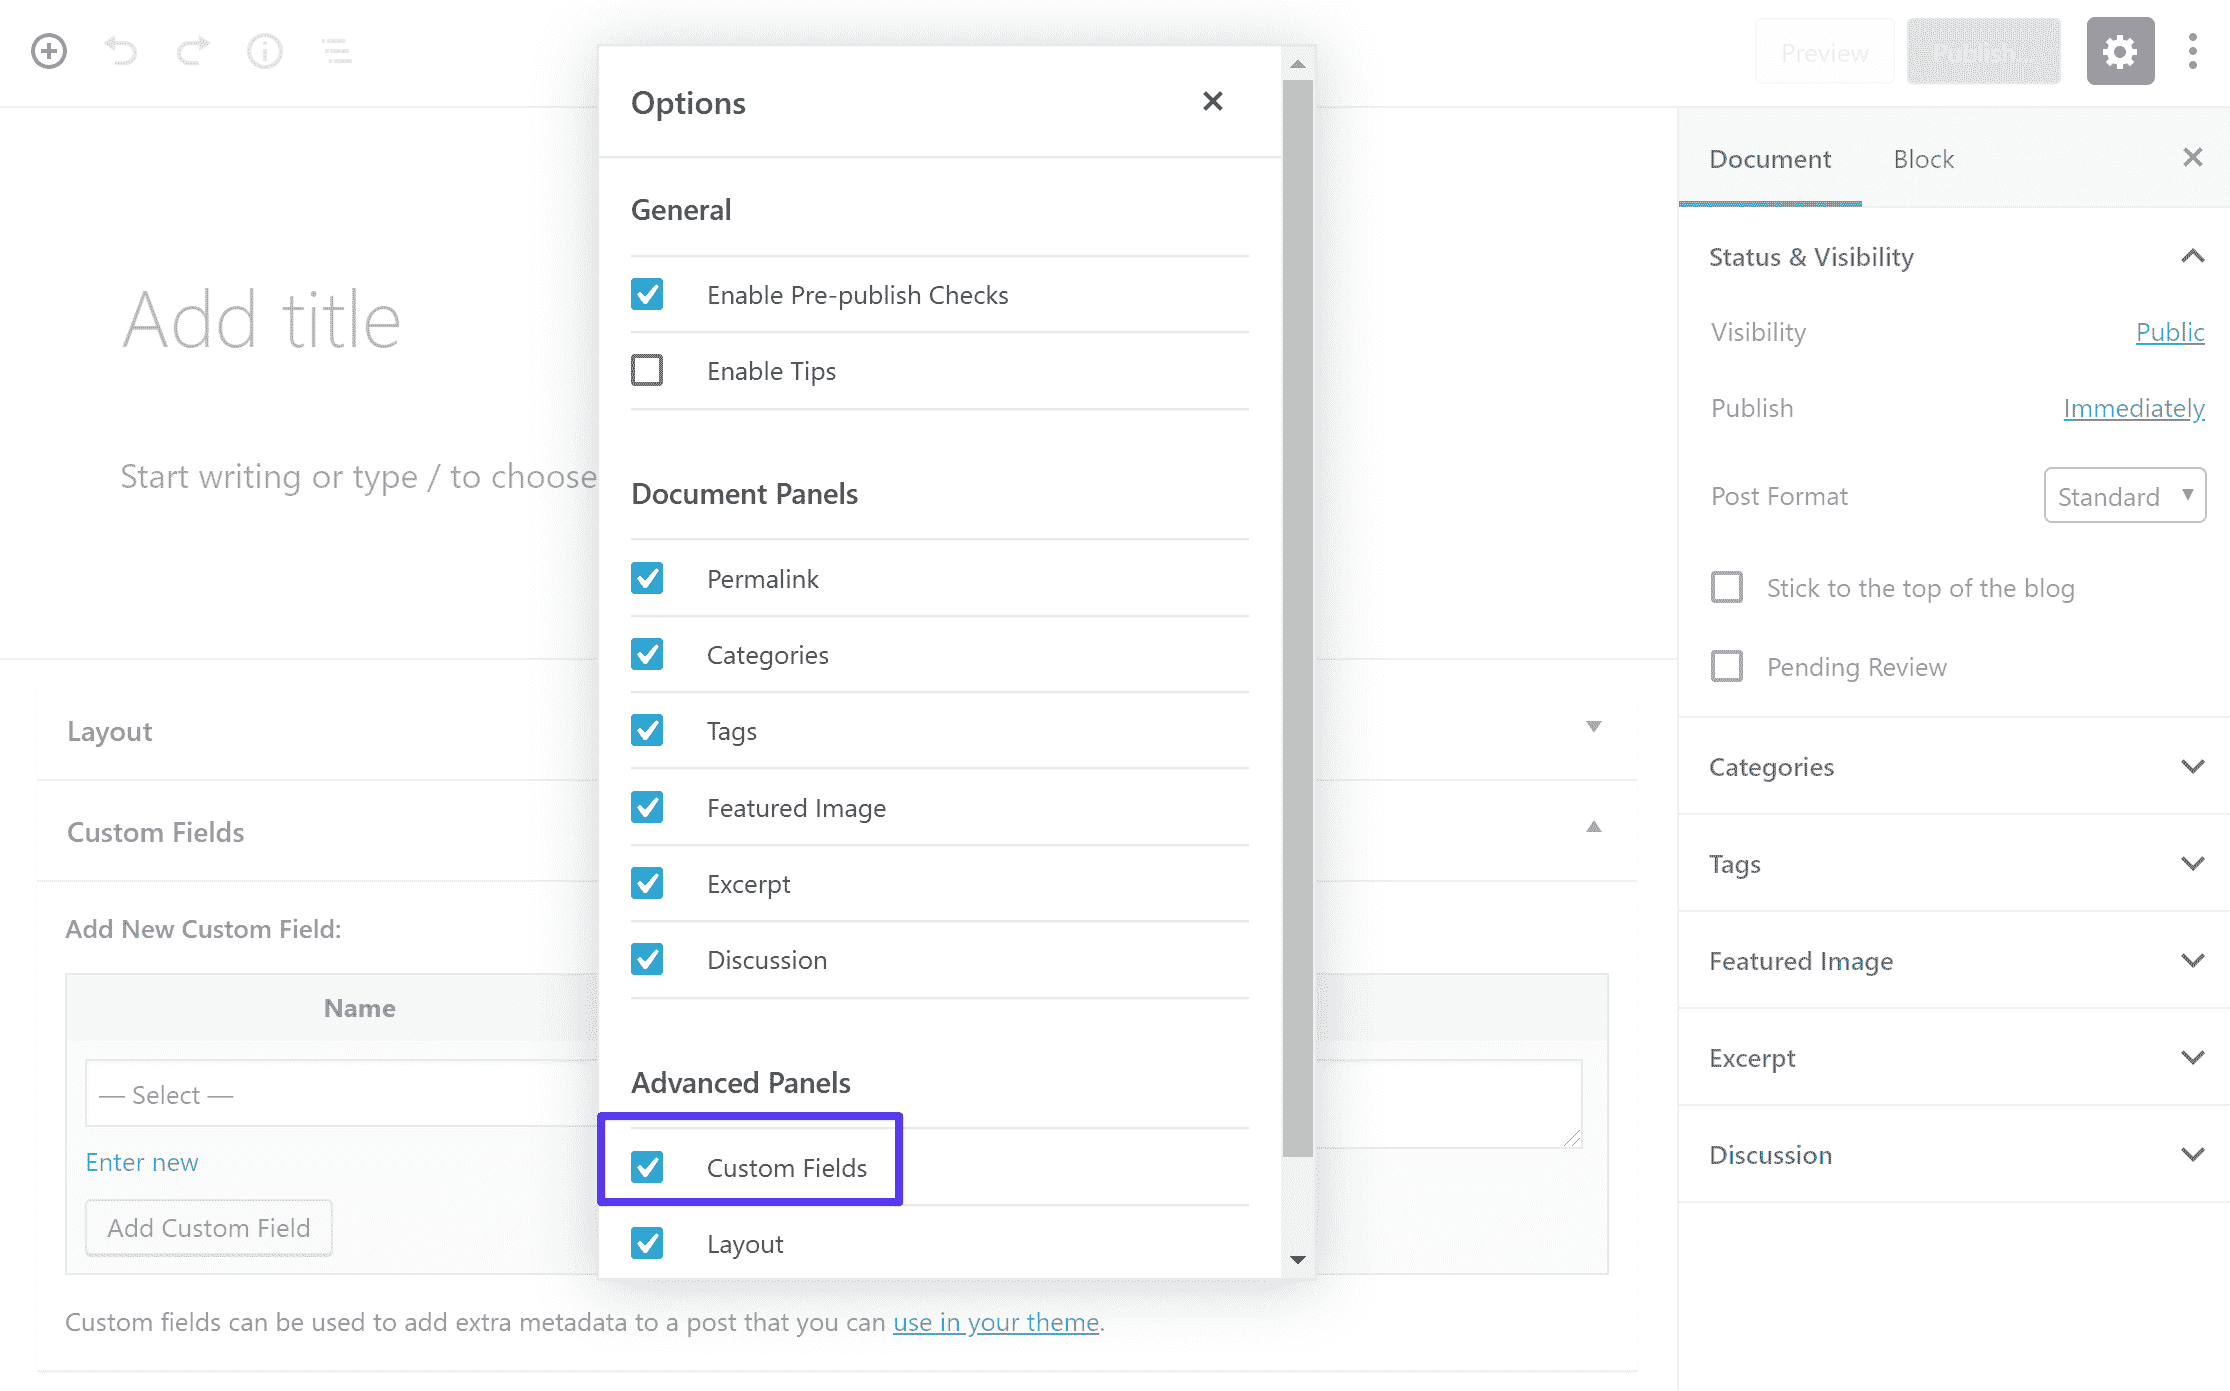 Preview
Publish...
Options
General
Enable Pre-publish Checks
Enable Tips
Document Panels
Permalink
Categories
Tags
Featured Image
Excerpt
Discussion
Advanced Panels
Custom Fields
Layout
Add title
Start writing or type / to choose
Layout
Custom Fields
Add New Custom Field:
Name
— Select —
Enter new
Add Custom Field
Custom fields can be used to add extra metadata to a post that you can use in your theme.
Document Block
Status & Visibility
Visibility Public
Publish Immediately
Post Format Standard
Stick to the top of the blog
Pending Review
Categories
Tags
Featured Image
Excerpt
Discussion